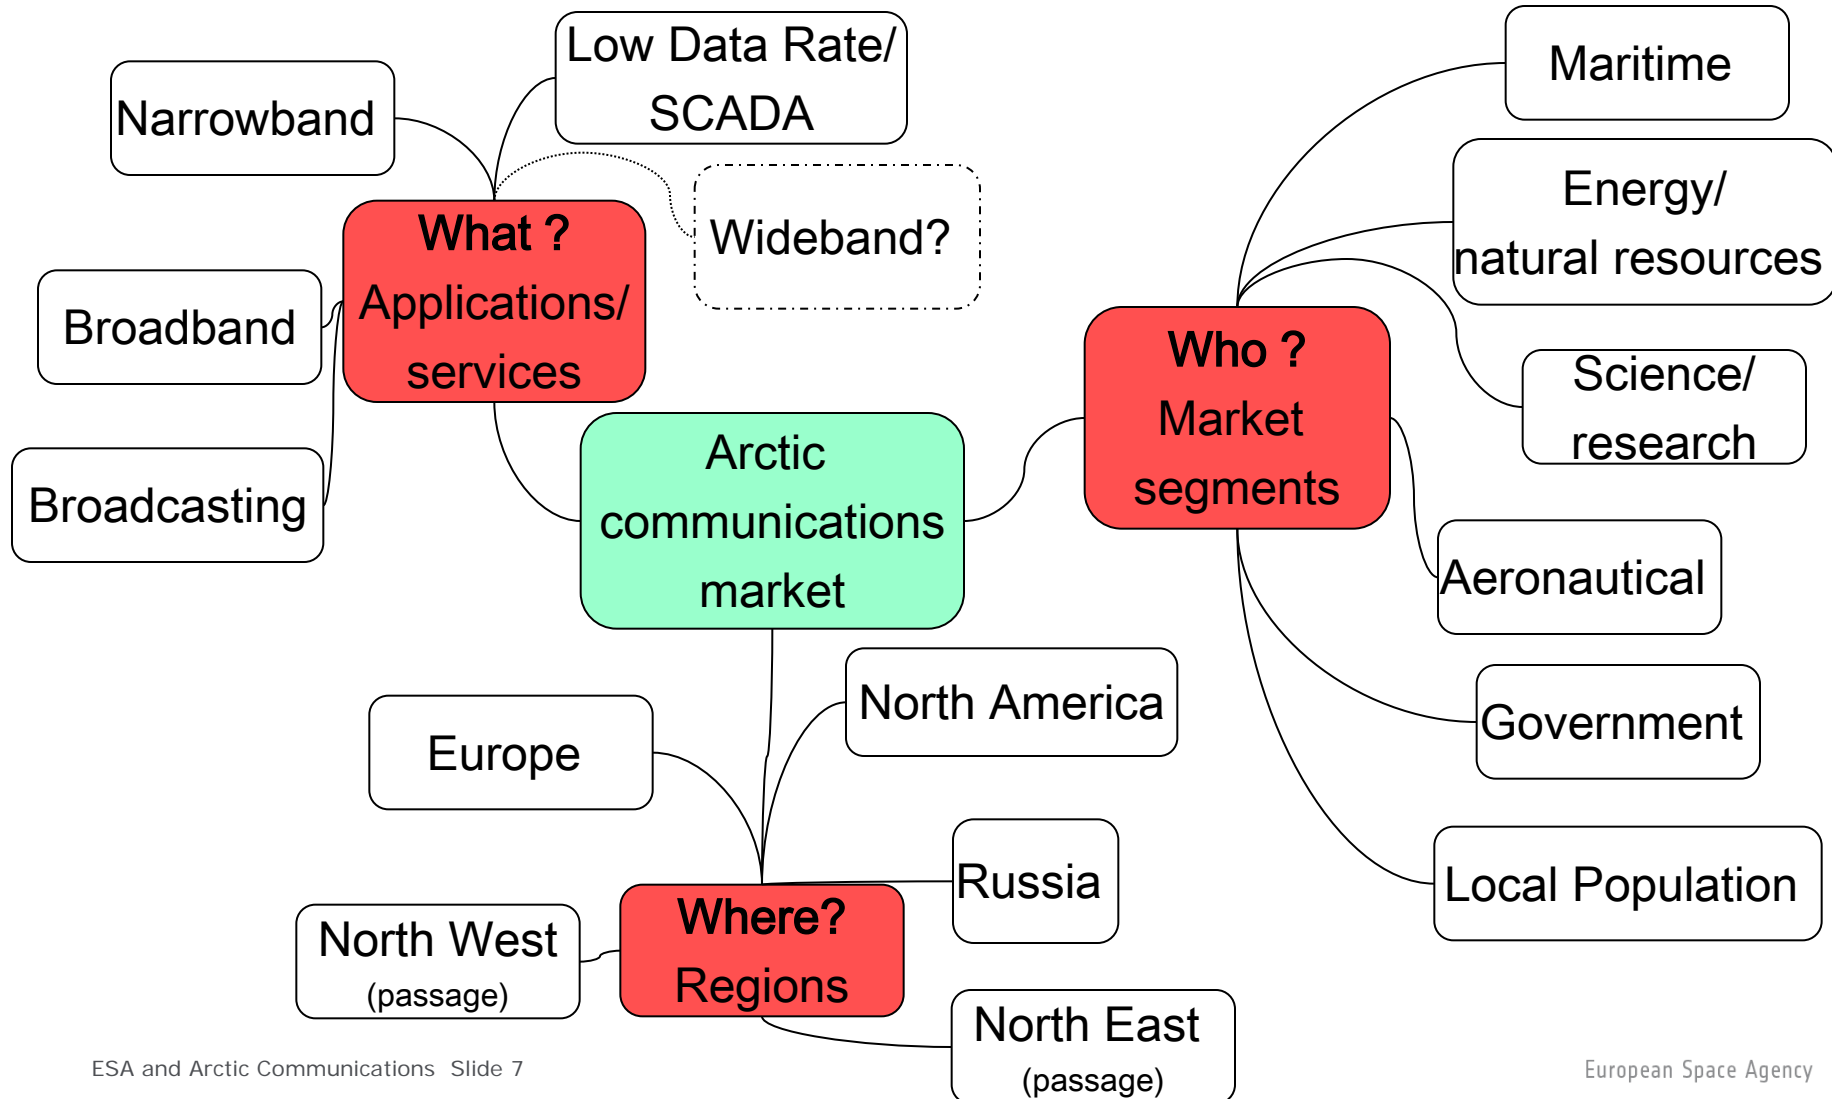 Low Data Rate/
SCADA
Narrowband
Wideband?
What ?
Applications/
services
Broadband
Broadcasting
Arctic
communications
market
Maritime
Energy/
natural resources
Who ?
Market
segments
Science/
research
Aeronautical
Government
Local Population
North America
Europe
Russia
Where?
Regions
North West
(passage)
North East
(passage)
ESA and Arctic Communications Slide 7
European Space Agency